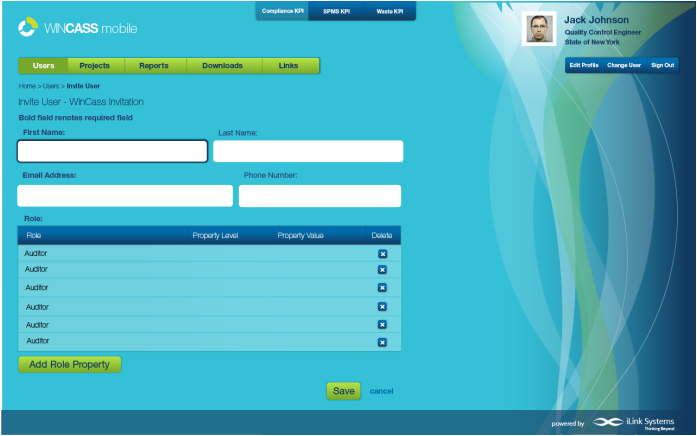 Compliance KPI SPMS KPI Waste KPI
WINCASS mobile
Jack Johnson
Quality Control Engineer
State of New York
Edit Profile Change User Sign Out
Users Projects Reports Downloads Links
Home > Users > Invite User
Invite User - WinCass Invitation
Bold field renotes required field
First Name: Last Name:
Email Address: Phone Number:
Role:
Role Property Level Property Value Delete
Auditor
Auditor
Auditor
Auditor
Auditor
Auditor
Add Role Property
Save cancel
powered by iLink Systems
Thinking Beyond